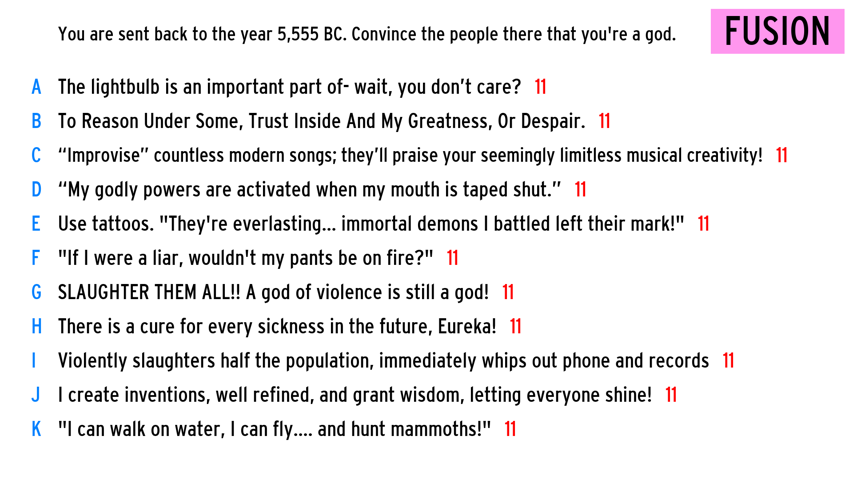 You are sent back to the year 5,555 BC. Convince the people there that you're a god.
FUSION
A The lightbulb is an important part of- wait, you don’t care? 11
B To Reason Under Some, Trust Inside And My Greatness, Or Despair. 11
C “Improvise” countless modern songs; they’ll praise your seemingly limitless musical creativity! 11
D “My godly powers are activated when my mouth is taped shut.” 11
E Use tattoos. "They're everlasting... immortal demons I battled left their mark!" 11
F "If I were a liar, wouldn't my pants be on fire?" 11
G SLAUGHTER THEM ALL!! A god of violence is still a god! 11
H There is a cure for every sickness in the future, Eureka! 11
I Violently slaughters half the population, immediately whips out phone and records 11
J I create inventions, well refined, and grant wisdom, letting everyone shine! 11
K "I can walk on water, I can fly.... and hunt mammoths!" 11